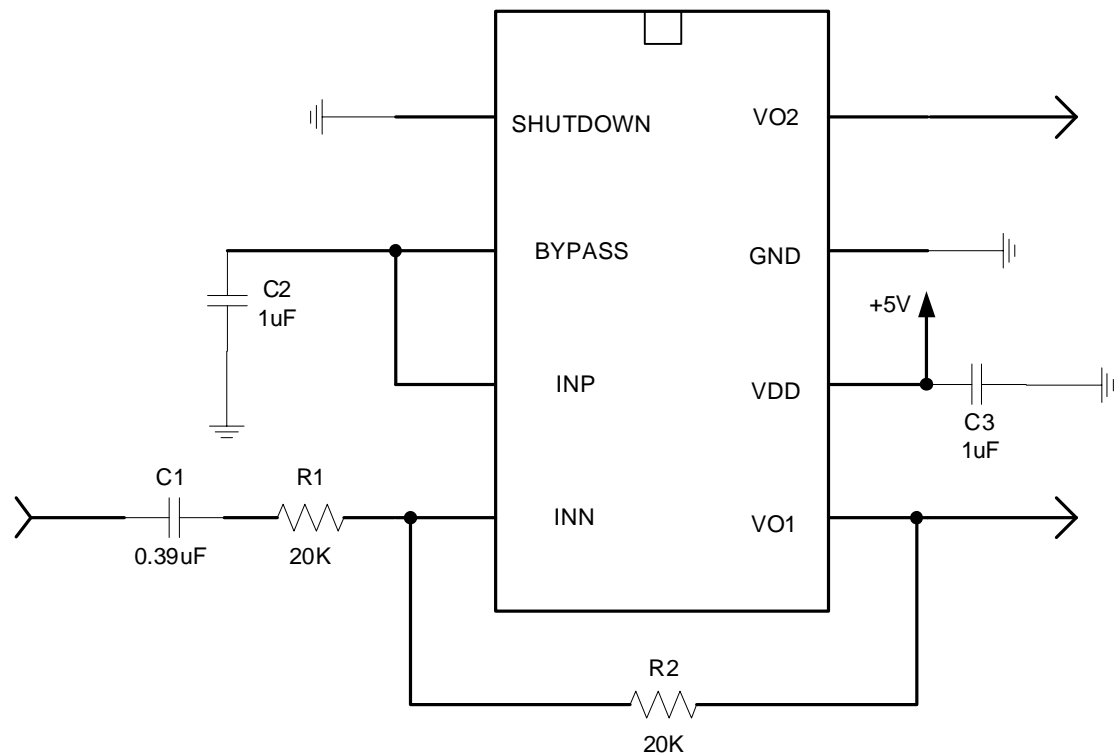 SHUTDOWN
VO2
BYPASS
GND
C2
1uF
+5V
INP
VDD
C3
1uF
C1
R1
INN
VO1
0.39uF
20K
R2
20K